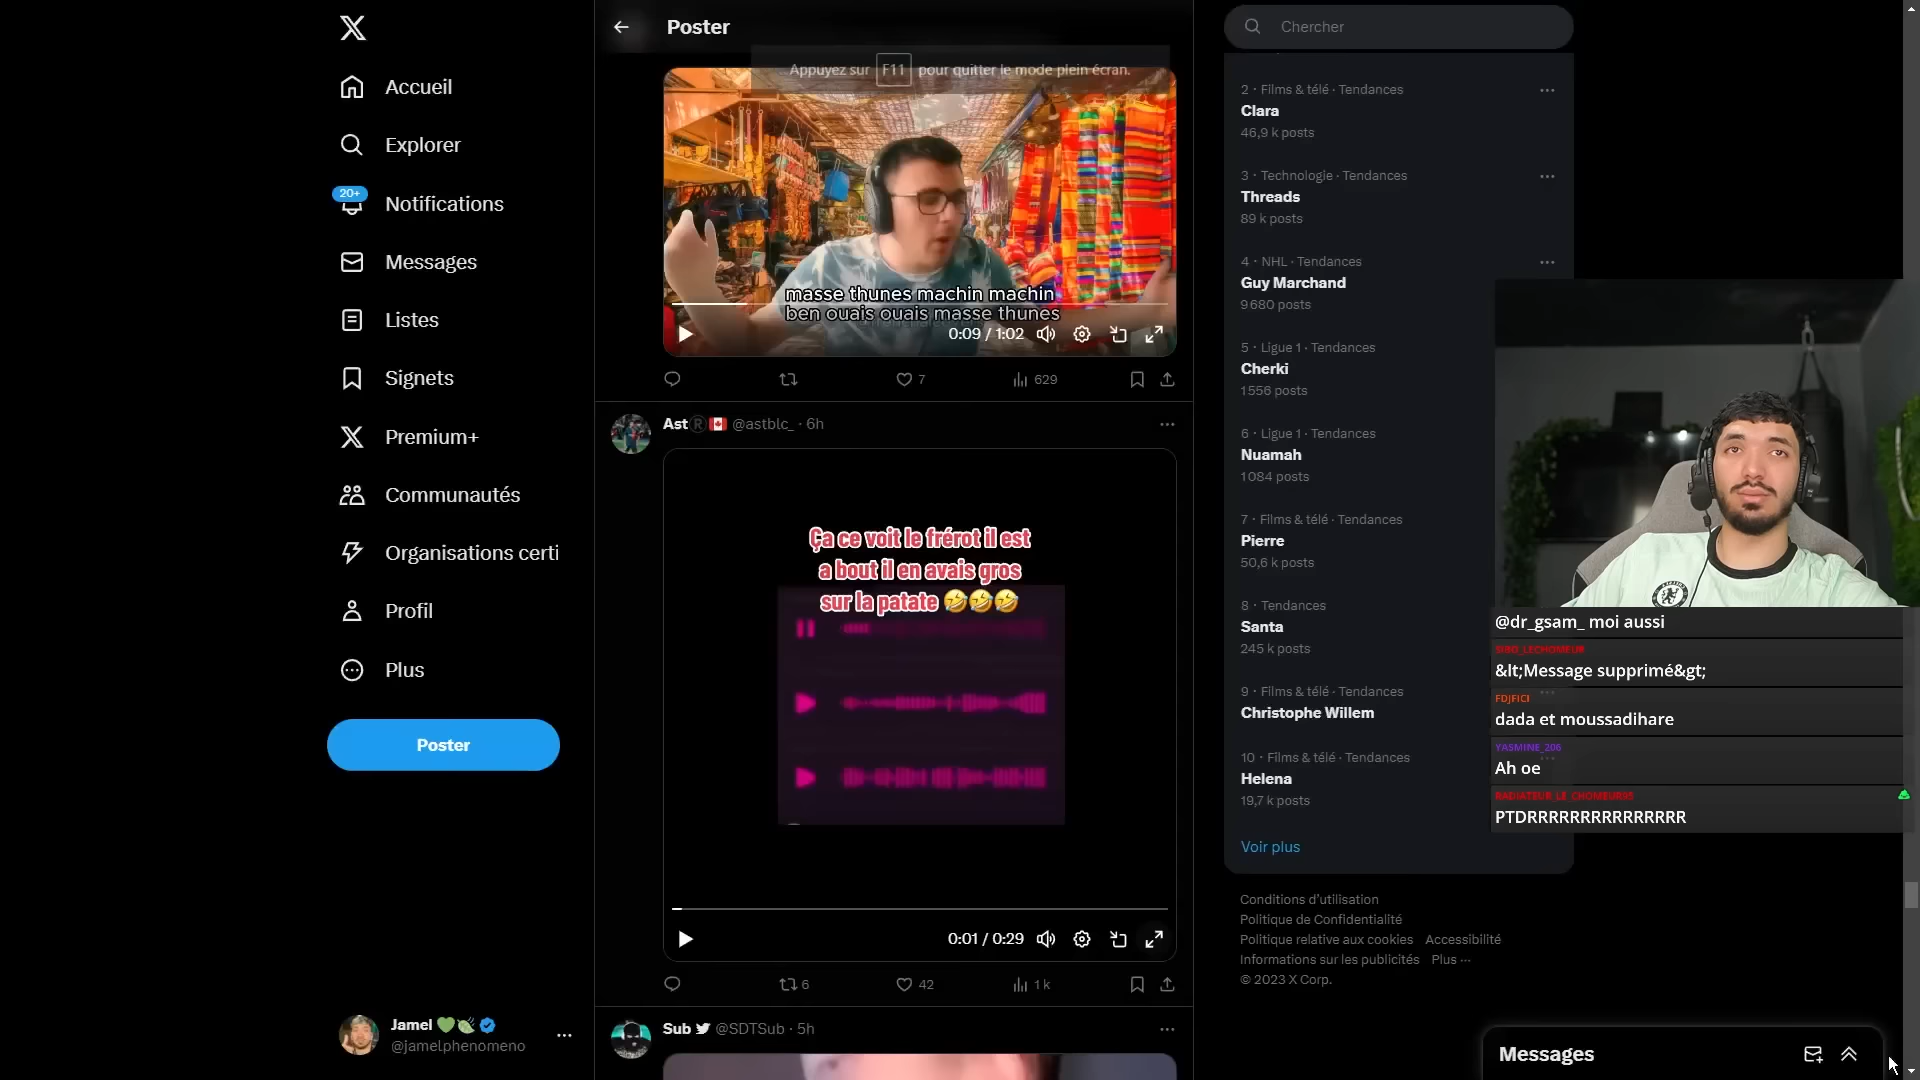 Accueil
Explorer
20+
Notifications
Messages
Listes
Signets
Premium+
Communautés
Organisations certi
Profil
Plus
Poster
Jamel
@jamelphenomeno
Poster
Appuyez sur F11 pour quitter le mode plein écran.
masse thunes machin machin
ben ouais ouais masse thunes
0:09 / 1:02
7
629
Ast @astblc_ · 6h
Ça ce voit le frérot il est
a bout il en avais gros
sur la patate 🤣🤣🤣
0:01 / 0:29
6
42
1 k
Sub @SDTSub · 5h
Chercher
2 · Films & télé · Tendances
Clara
46,9 k posts
3 · Technologie · Tendances
Threads
89 k posts
4 · NHL · Tendances
Guy Marchand
9 680 posts
5 · Ligue 1 · Tendances
Cherki
1 556 posts
6 · Ligue 1 · Tendances
Nuamah
1 084 posts
7 · Films & télé · Tendances
Pierre
50,6 k posts
8 · Tendances
Santa
245 k posts
9 · Films & télé · Tendances
Christophe Willem
10 · Films & télé · Tendances
Helena
19,7 k posts
Voir plus
Conditions d'utilisation
Politique de Confidentialité
Politique relative aux cookies Accessibilité
Informations sur les publicités Plus ···
© 2023 X Corp.
@dr_gsam_ moi aussi
SIBO_LECHOMEUR
&lt;Message supprimé&gt;
FDJFICI
dada et moussadihare
YASMINE_206
Ah oe
RADIATEUR_LE_CHOMEUR95
PTDRRRRRRRRRRRRRRR
Messages